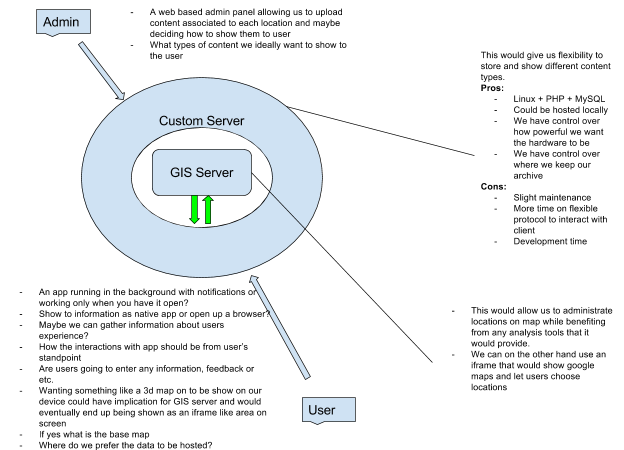 Admin
- A web based admin panel allowing us to upload
content associated to each location and maybe
deciding how to show them to user
- What types of content we ideally want to show to
the user
This would give us flexibility to
store and show different content
types.
Pros:
- Linux + PHP + MySQL
- Could be hosted locally
- We have control over
how powerful we want
the hardware to be
- We have control over
where we keep our
archive
Cons:
- Slight maintenance
- More time on flexible
protocol to interact with
client
- Development time
Custom Server
GIS Server
- An app running in the background with notifications or
working only when you have it open?
- Show to information as native app or open up a browser?
- Maybe we can gather information about users
experience?
- How the interactions with app should be from user's
standpoint
- Are users going to enter any information, feedback or
etc.
- Wanting something like a 3d map on to be show on our
device could have implication for GIS server and would
eventually end up being shown as an iframe like area on
screen
- If yes what is the base map
- Where do we prefer the data to be hosted?
- This would allow us to administrate
locations on map while benefiting
from any analysis tools that it
would provide.
- We can on the other hand use an
iframe that would show google
maps and let users choose
locations
User